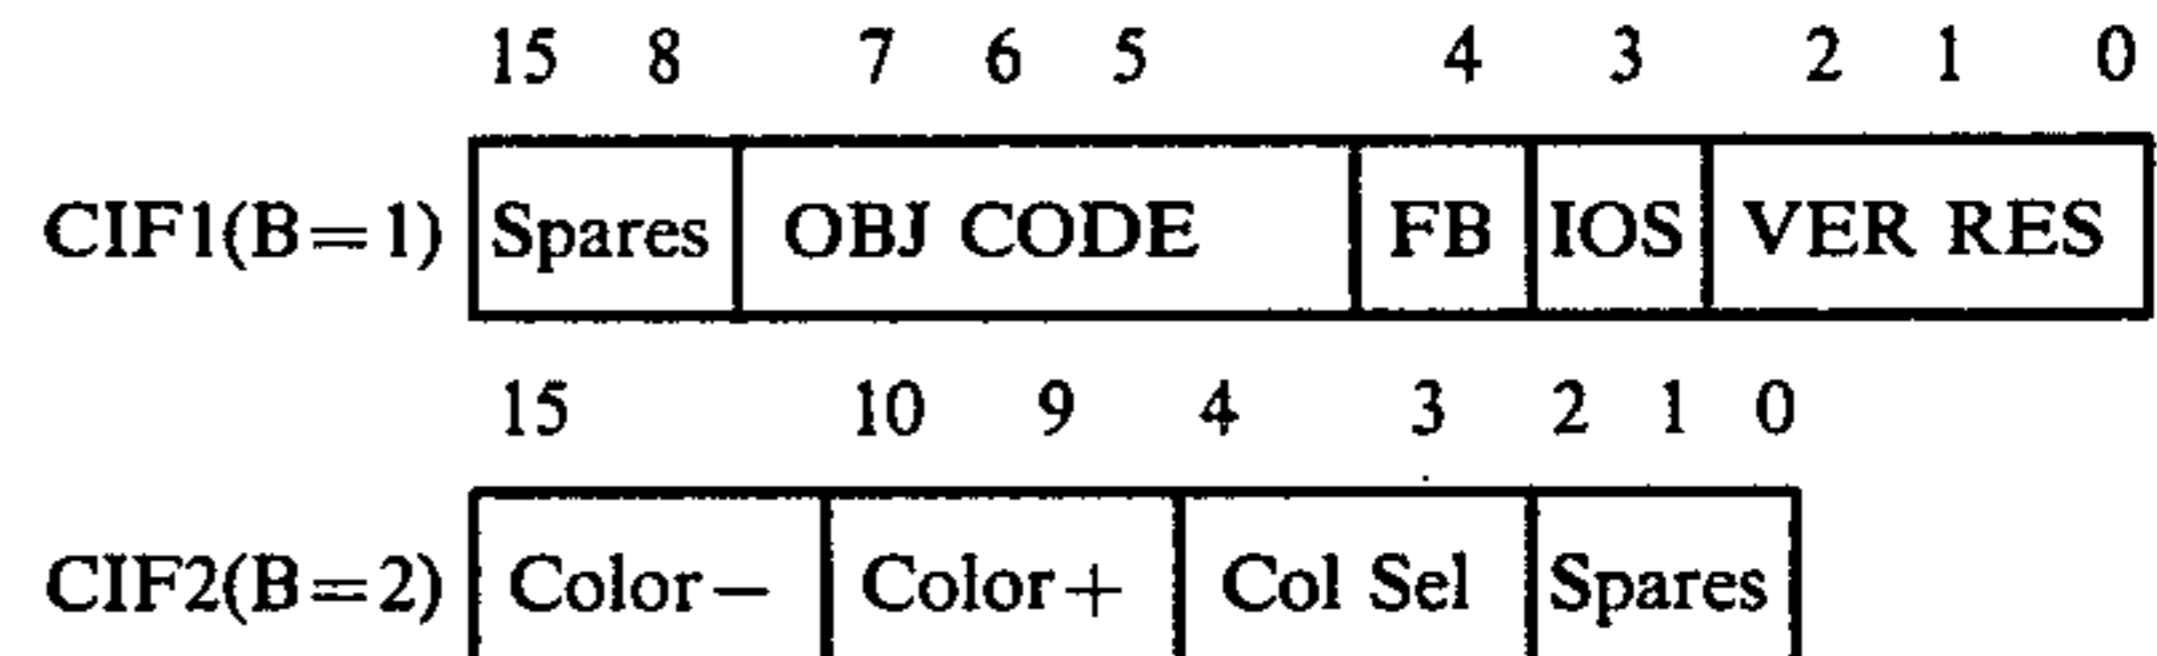 15 8 7 6 5 4 3 2 1 0
CIF1(B=1) Spares OBJ CODE FB IOS VER RES
15 10 9 4 3 2 1 0
CIF2(B=2) Color− Color+ Col Sel Spares